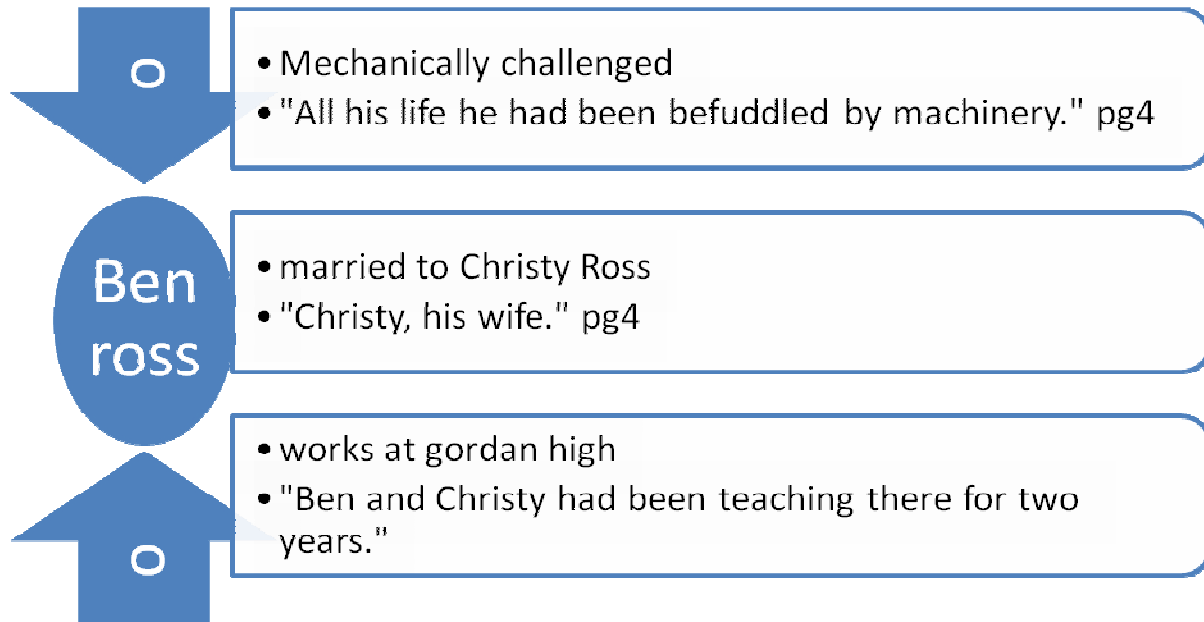 O
• Mechanically challenged
• "All his life he had been befuddled by machinery." pg4
Ben
ross
• married to Christy Ross
• "Christy, his wife." pg4
• works at gordan high
• "Ben and Christy had been teaching there for two
years."
O